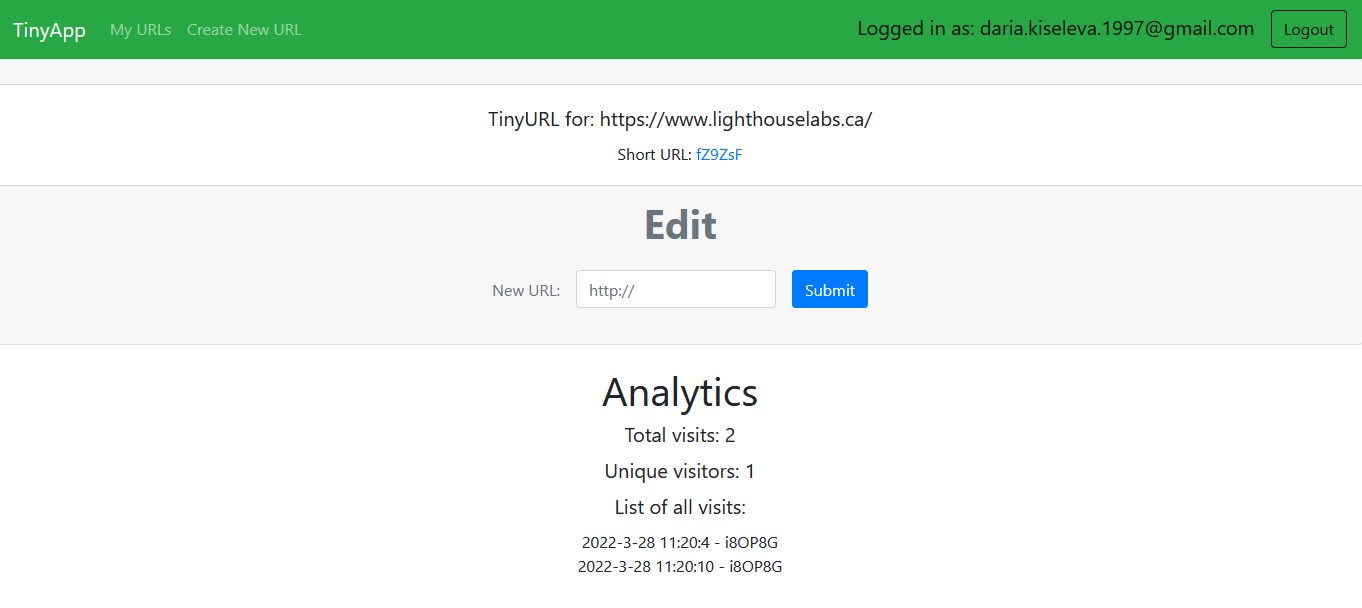 TinyApp My URLs Create New URL Logged in as: daria.kiseleva.1997@gmail.com Logout
TinyURL for: https://www.lighthouselabs.ca/
Short URL: fZ9ZsF
Edit
New URL: http:// Submit
Analytics
Total visits: 2
Unique visitors: 1
List of all visits:
2022-3-28 11:20:4 - i8OP8G
2022-3-28 11:20:10 - i8OP8G